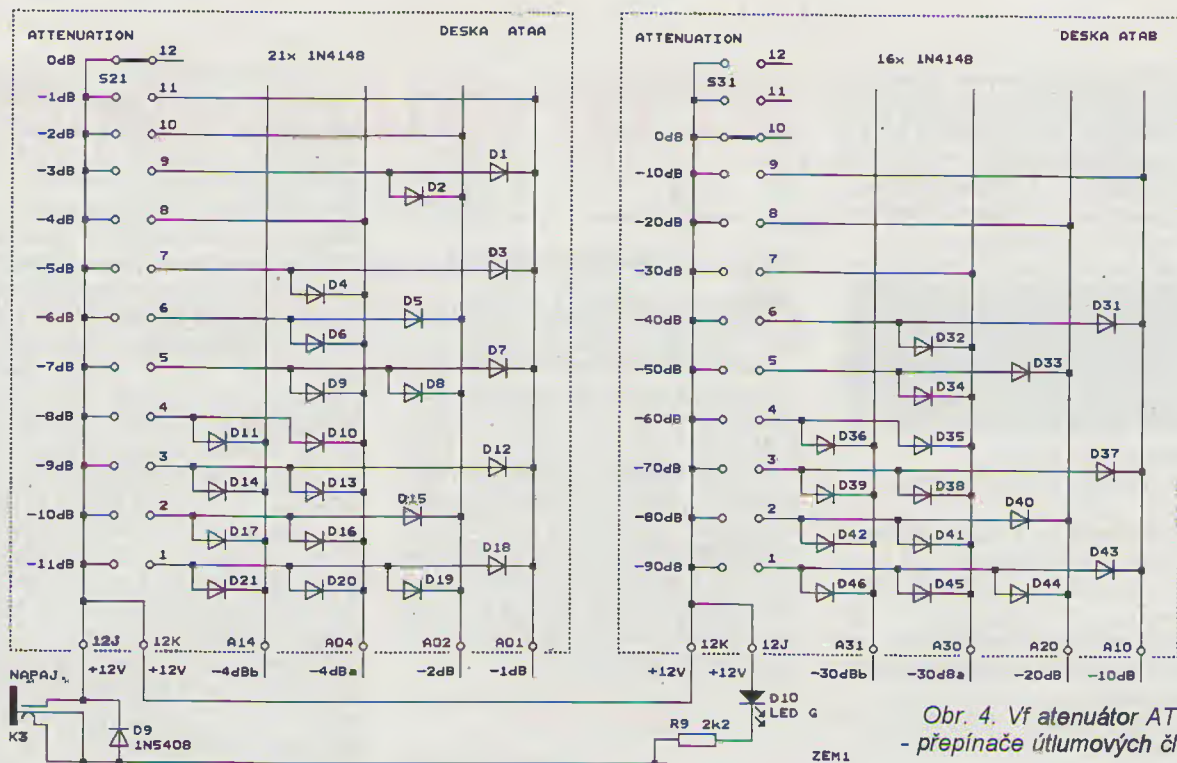 ATTENUATION
DESKA ATAA
0dB 12
21x 1N4148
S21
-1dB 11
-2dB 10
-3dB 9 D1
D2
-4dB 8
-5dB 7 D3
D4
-6dB 6 D5
D6
-7dB 5 D7
D9 D8
-8dB 4
D11 D10
-9dB 3 D12
D14 D13
-10dB 2 D15
D17 D16
-11dB 1 D18
D21 D20 D19
12J 12K A14 A04 A02 A01
+12V +12V -4dBb -4dBa -2dB -1dB
NAPAJ.
K3
D9
1N5408
ATTENUATION
DESKA ATAB
12
16x 1N4148
S31
11
0dB 10
-10dB 9
-20dB 8
-30dB 7
-40dB 6 D31
D32
-50dB 5 D33
D34
-60dB 4
D36 D35
-70dB 3 D37
D39 D38
-80dB 2 D40
D42 D41
-90dB 1 D43
D46 D45 D44
12K 12J A31 A30 A20 A10
+12V +12V -30dBb -30dBa -20dB -10dB
D10
LED G
R9 2k2
ZEM1
Obr. 4. Vf atenuátor AT
- přepínače útlumových čl